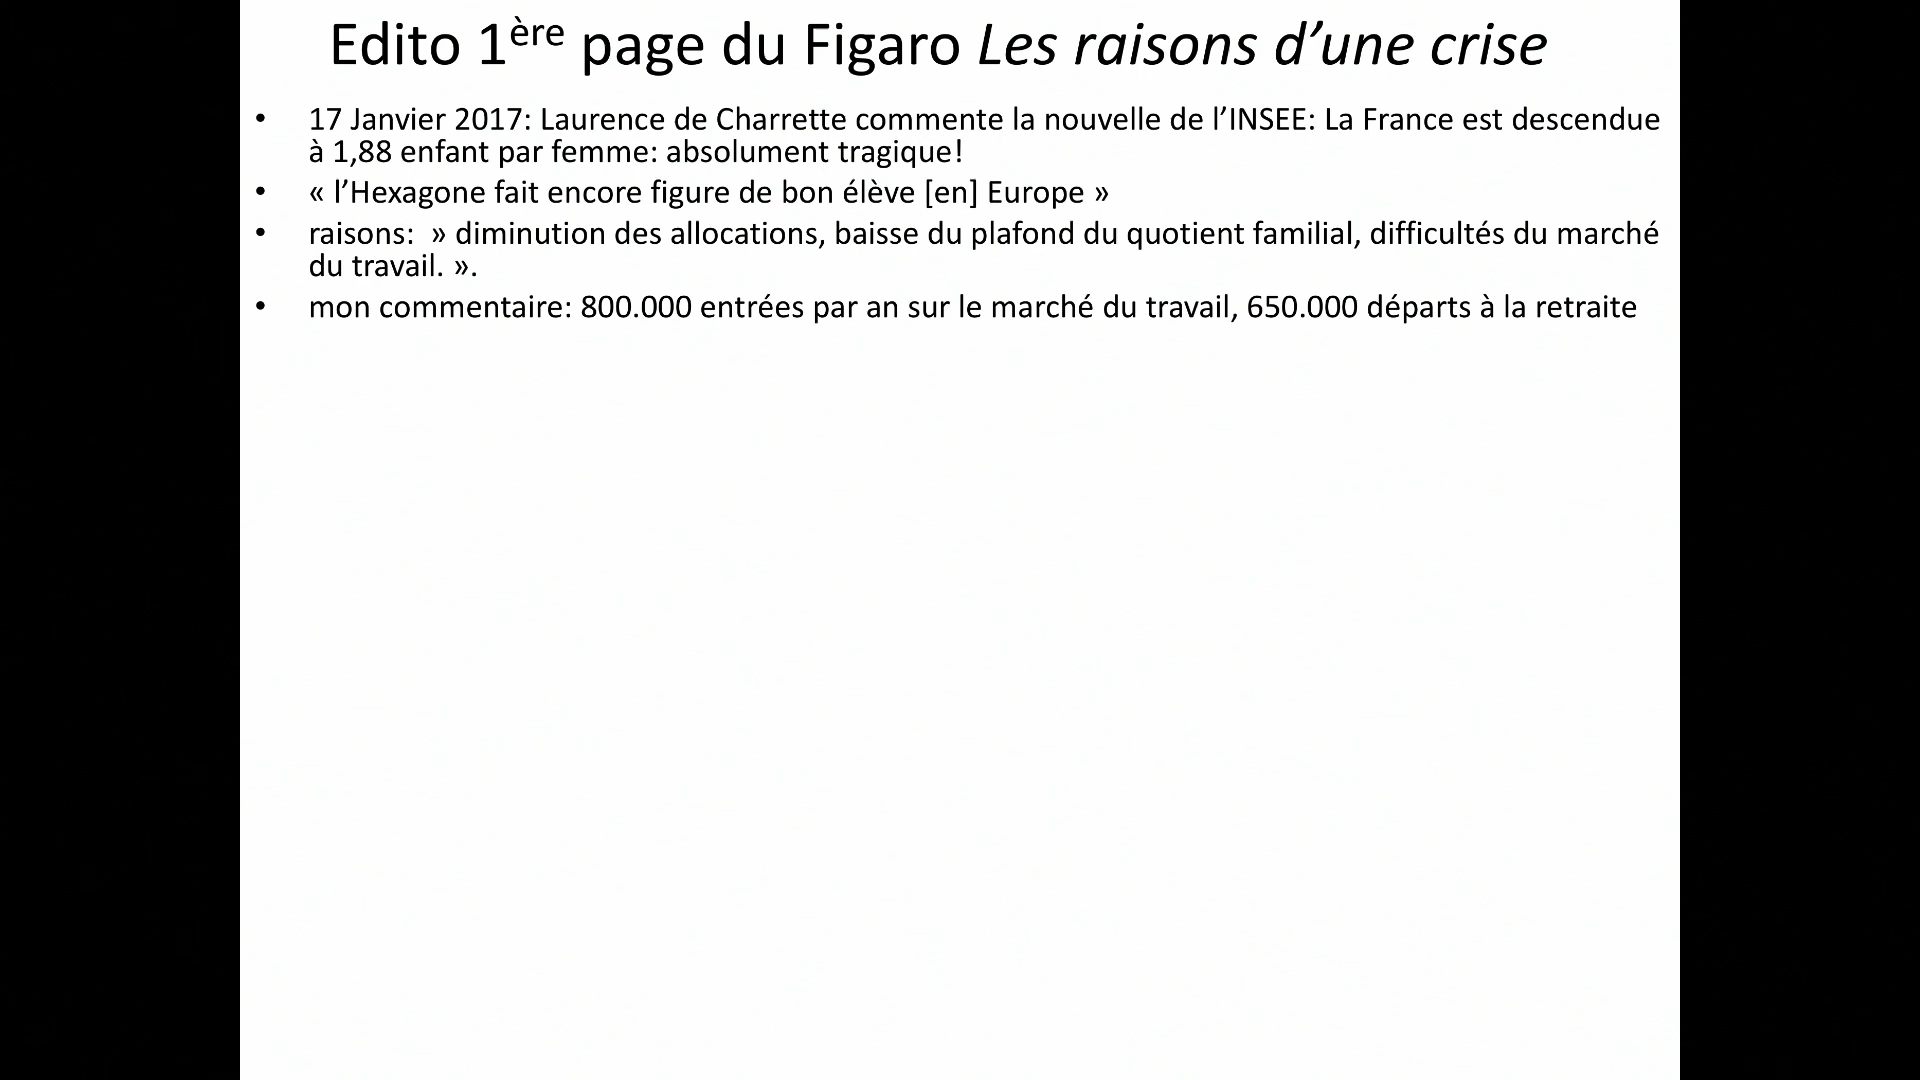 Edito 1ère page du Figaro Les raisons d’une crise
• 17 Janvier 2017: Laurence de Charrette commente la nouvelle de l’INSEE: La France est descendue
à 1,88 enfant par femme: absolument tragique!
• « l’Hexagone fait encore figure de bon élève [en] Europe »
• raisons:  » diminution des allocations, baisse du plafond du quotient familial, difficultés du marché
du travail. ».
• mon commentaire: 800.000 entrées par an sur le marché du travail, 650.000 départs à la retraite